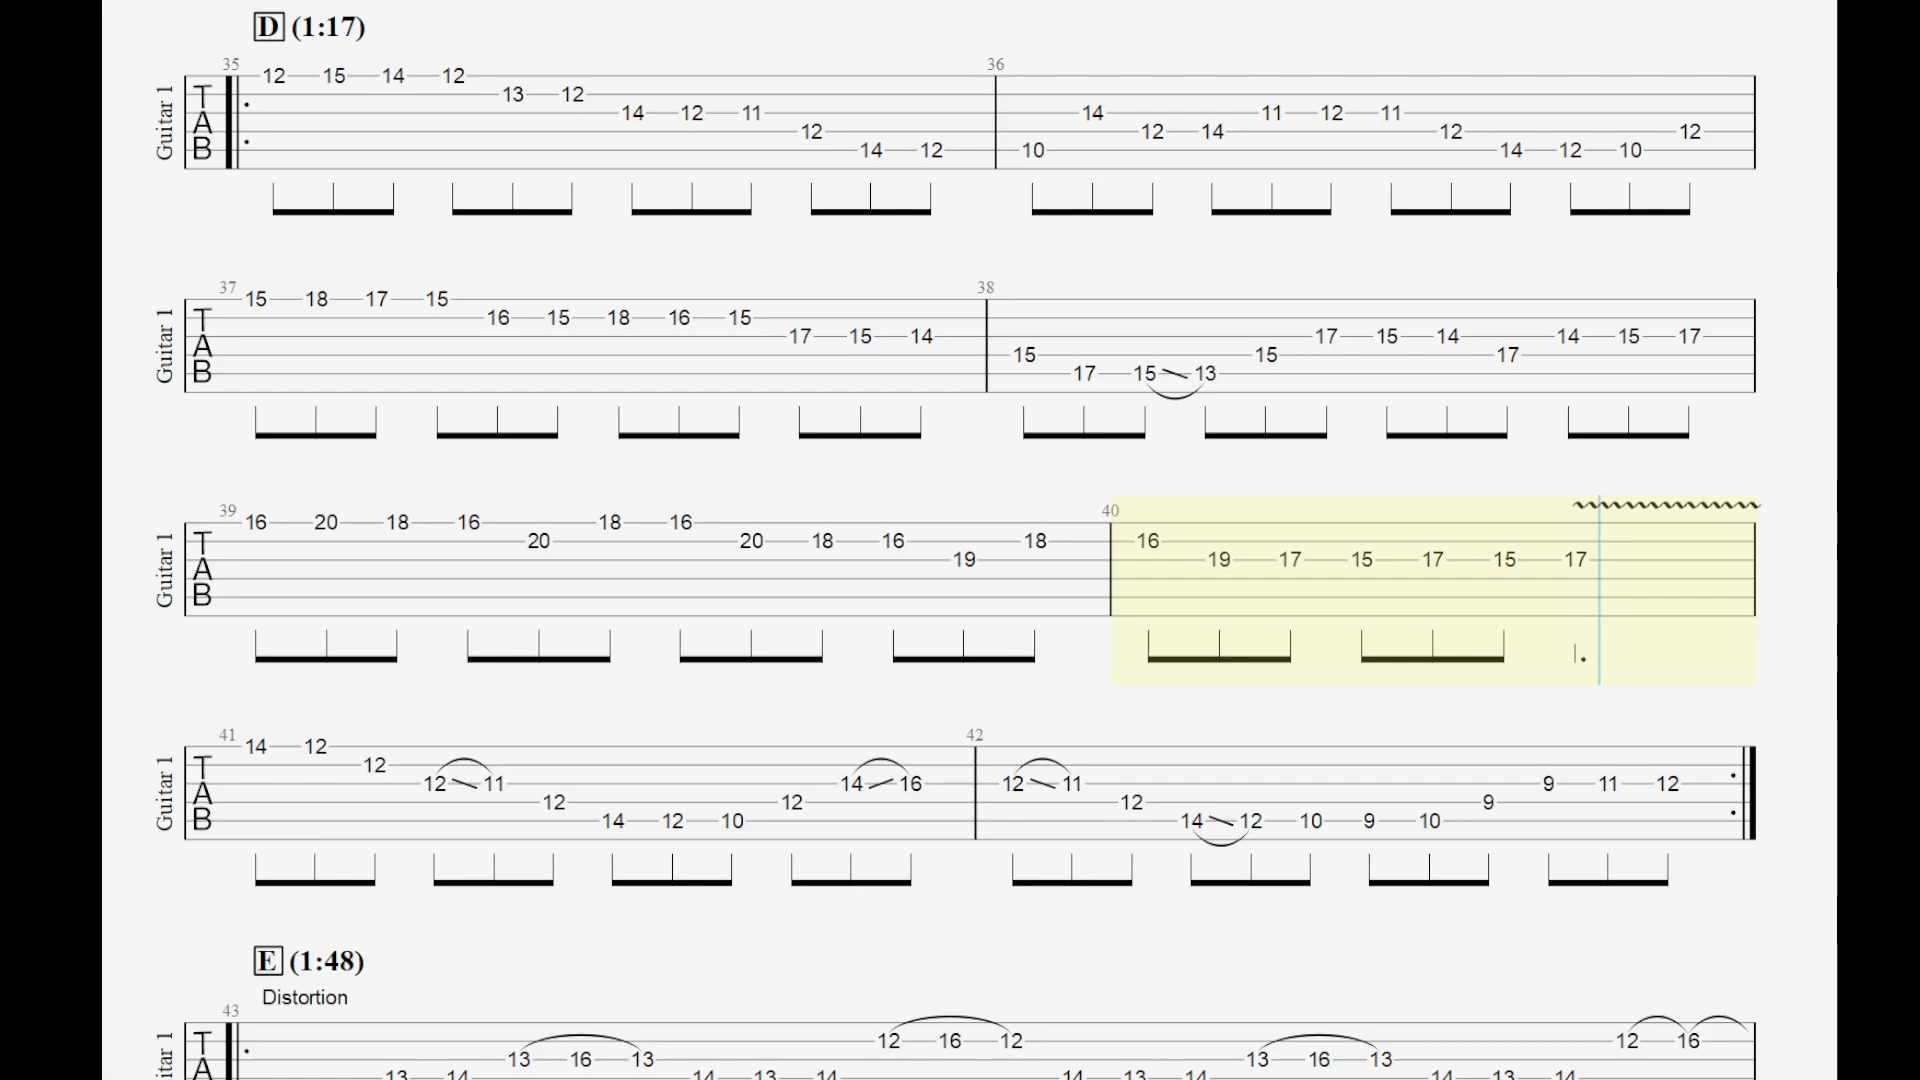 D (1:17)
35 36
12 15 14 12
13 12
14 12 11 14 11 12 11
12 12 14 12 12
14 12 10 14 12 10
Guitar 1
T
A
B
37 38
15 18 17 15
16 15 18 16 15
17 15 14 17 15 14 14 15 17
15 15 17
17 15 13
Guitar 1
T
A
B
39 40
16 20 18 16 18 16
20 20 18 16 18 16
19 19 17 15 17 15 17
Guitar 1
T
A
B
41 42
14 12
12
12 11 14 16 12 11 9 11 12
12 12 12 9
14 12 10 14 12 10 9 10
Guitar 1
T
A
B
E (1:48)
Distortion
43
12 16 12 12 16
13 16 13 13 16 13
13 14 14 13 14 14 13 14 14 13 14
T
A